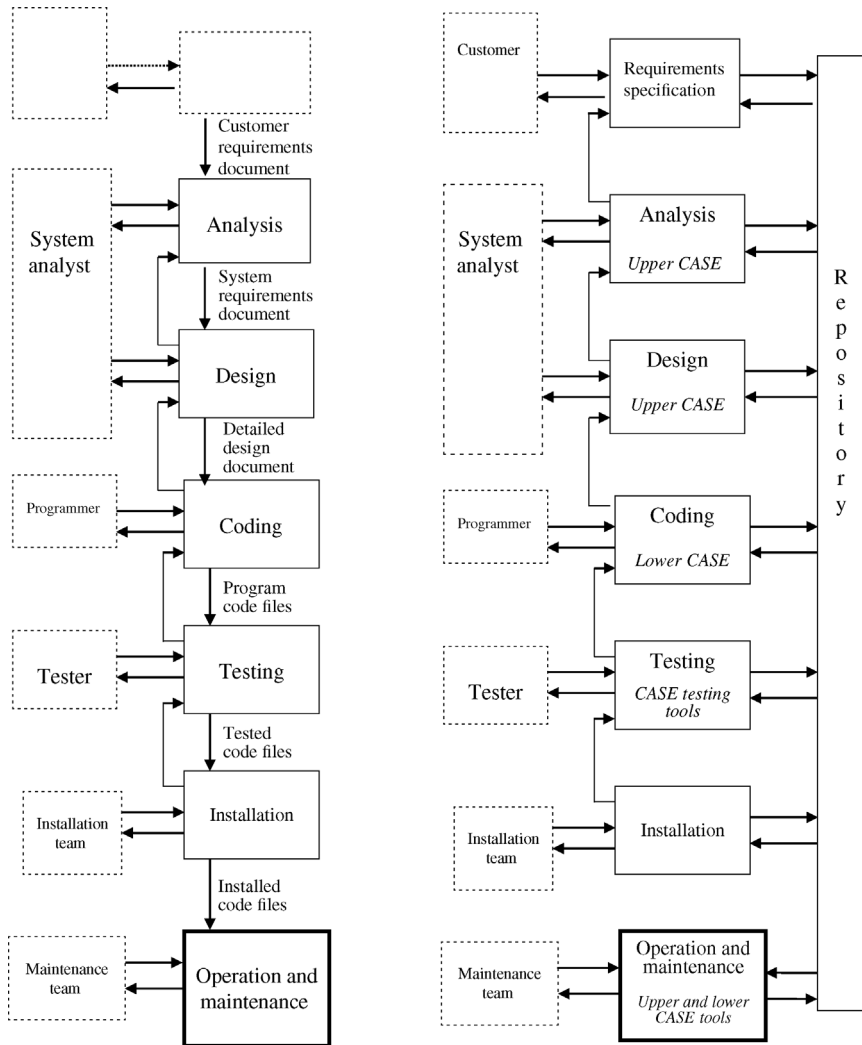 Customer
requirements
document
System
analyst
Analysis
System
requirements
document
Design
Detailed
design
document
Programmer
Coding
Program
code files
Tester
Testing
Tested
code files
Installation
team
Installation
Installed
code files
Maintenance
team
Operation and
maintenance
Customer
Requirements
specification
System
analyst
Analysis
Upper CASE
Design
Upper CASE
Programmer
Coding
Lower CASE
Tester
Testing
CASE testing
tools
Installation
team
Installation
Maintenance
team
Operation and
maintenance
Upper and lower
CASE tools
Repository